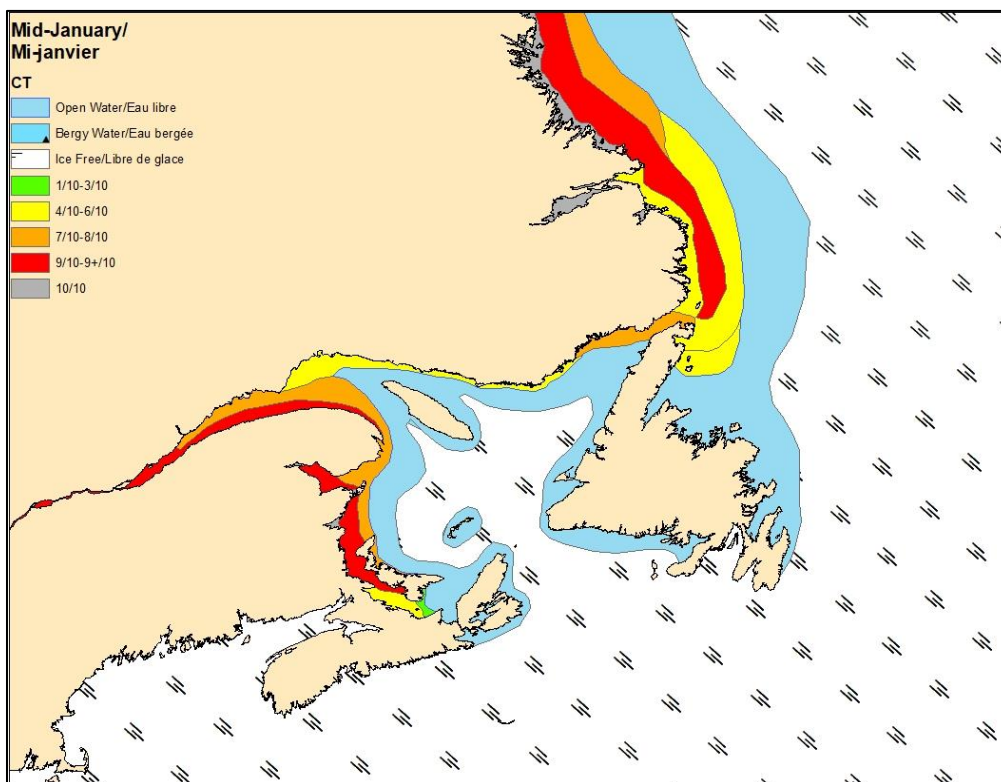 Mid-January/
Mi-janvier
CT
Open Water/Eau libre
Bergy Water/Eau bergée
Ice Free/Libre de glace
1/10-3/10
4/10-6/10
7/10-8/10
9/10-9+/10
10/10